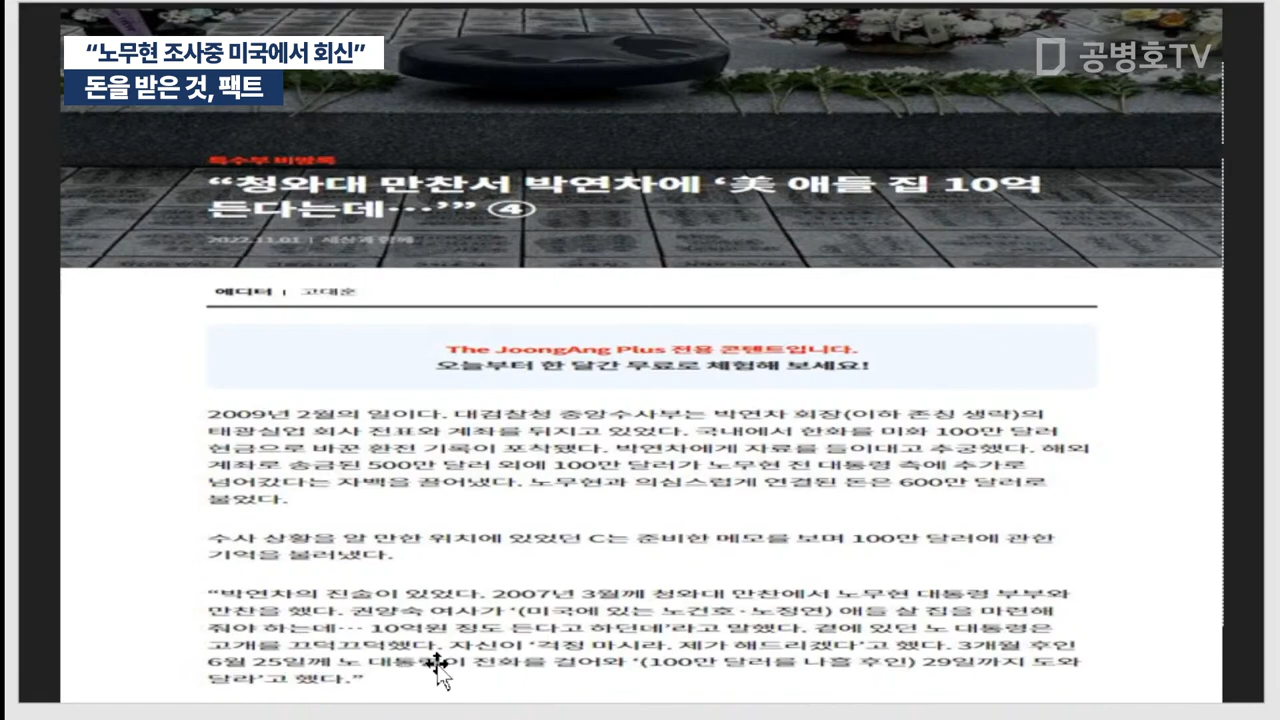 “노무현 조사중 미국에서 회신”
돈을 받은 것, 팩트
공병호TV
특수부 비망록
“청와대 만찬서 박연차에 ‘美 애들 집 10억
든다는데…’” ④
2022.11.01 | 세상과 함께
에디터 | 고대훈
The JoongAng Plus 전용 콘텐트입니다.
오늘부터 한 달간 무료로 체험해 보세요!
2009년 2월의 일이다. 대검찰청 중앙수사부는 박연차 회장(이하 존칭 생략)의
태광실업 회사 전표와 계좌를 뒤지고 있었다. 국내에서 한화를 미화 100만 달러
현금으로 바꾼 환전 기록이 포착됐다. 박연차에게 자료를 들이대고 추궁했다. 해외
계좌로 송금된 500만 달러 외에 100만 달러가 노무현 전 대통령 측에 추가로
넘어갔다는 자백을 끌어냈다. 노무현과 의심스럽게 연결된 돈은 600만 달러로
불었다.
수사 상황을 알 만한 위치에 있었던 C는 준비한 메모를 보며 100만 달러에 관한
기억을 불러냈다.
“박연차의 진술이 있었다. 2007년 3월께 청와대 만찬에서 노무현 대통령 부부와
만찬을 했다. 권양숙 여사가 ‘(미국에 있는 노건호·노정연) 애들 살 집을 마련해
줘야 하는데… 10억원 정도 든다고 하던데’라고 말했다. 곁에 있던 노 대통령은
고개를 끄덕끄덕했다. 자신이 ‘걱정 마시라. 제가 해드리겠다’고 했다. 3개월 후인
6월 25일께 노 대통령이 전화를 걸어와 ‘(100만 달러를 나흘 후인) 29일까지 도와
달라’고 했다.”